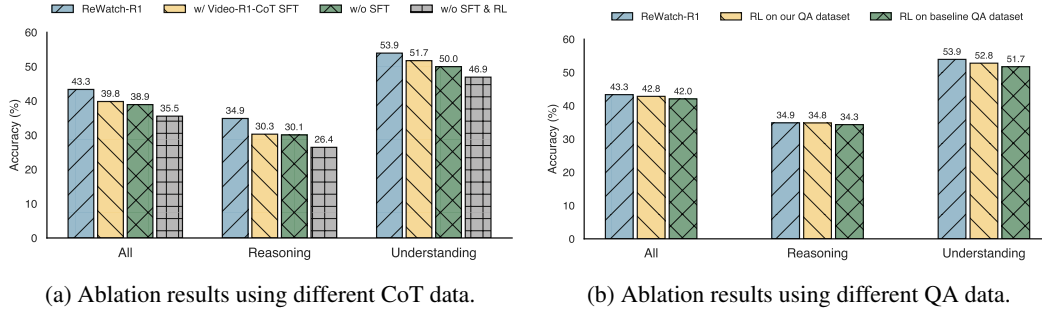 ReWatch-R1 w/ Video-R1-CoT SFT w/o SFT w/o SFT & RL
60
50
40
30
20
10
0
Accuracy (%)
43.3 39.8 38.9 35.5
34.9 30.3 30.1 26.4
53.9 51.7 50.0 46.9
All Reasoning Understanding
(a) Ablation results using different CoT data.
ReWatch-R1 RL on our QA dataset RL on baseline QA dataset
60
50
40
30
20
10
0
Accuracy (%)
43.3 42.8 42.0
34.9 34.8 34.3
53.9 52.8 51.7
All Reasoning Understanding
(b) Ablation results using different QA data.